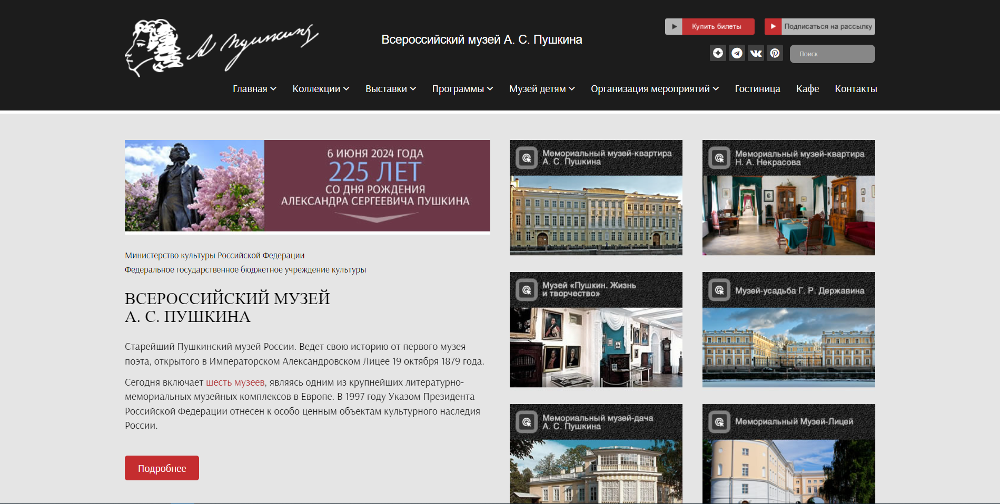 А Пушкинъ
Всероссийский музей А. С. Пушкина
Купить билеты
Подписаться на рассылку
Поиск
Главная
Коллекции
Выставки
Программы
Музей детям
Организация мероприятий
Гостиница
Кафе
Контакты
6 ИЮНЯ 2024 ГОДА
225 ЛЕТ
СО ДНЯ РОЖДЕНИЯ
АЛЕКСАНДРА СЕРГЕЕВИЧА ПУШКИНА
Министерство культуры Российской Федерации
Федеральное государственное бюджетное учреждение культуры
ВСЕРОССИЙСКИЙ МУЗЕЙ
А. С. ПУШКИНА
Старейший Пушкинский музей России. Ведет свою историю от первого музея
поэта, открытого в Императорском Александровском Лицее 19 октября 1879 года.
Сегодня включает шесть музеев, являясь одним из крупнейших литературно-
мемориальных музейных комплексов в Европе. В 1997 году Указом Президента
Российской Федерации отнесен к особо ценным объектам культурного наследия
России.
Подробнее
Мемориальный музей-квартира
А. С. Пушкина
Мемориальный музей-квартира
Н. А. Некрасова
Музей «Пушкин. Жизнь
и творчество»
Музей-усадьба Г. Р. Державина
Мемориальный музей-дача
А. С. Пушкина
Мемориальный Музей-Лицей